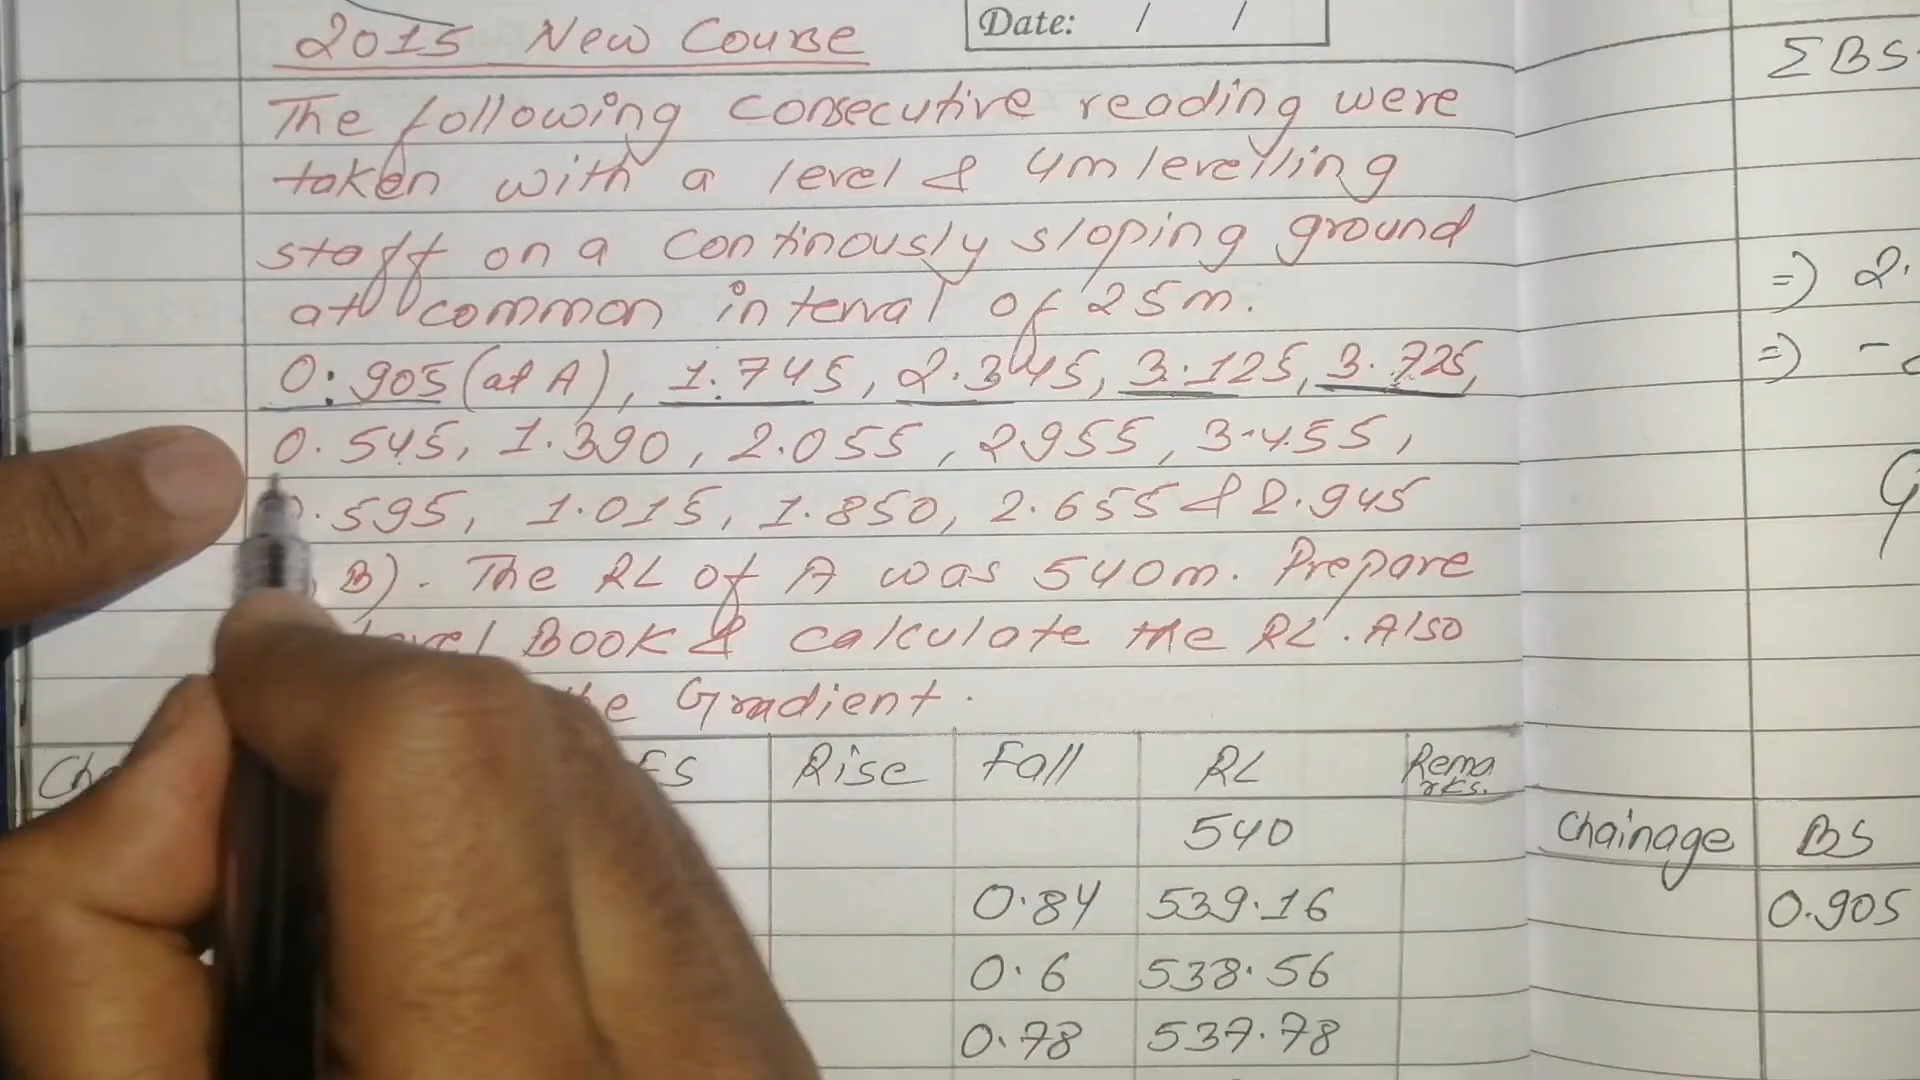 2015 New Course
Date: / /
The following consecutive reading were
taken with a level & 4m levelling
staff on a continously sloping ground
at common interval of 25m.
0.905 (at A), 1.745, 2.345, 3.125, 3.725,
0.545, 1.390, 2.055, 2955, 3.455,
.595, 1.015, 1.850, 2.655 & 2.945
B). The RL of A was 540m. Prepare
Level Book & calculate the RL. Also
Gradient.
FS Rise Fall RL Remarks.
540
0.84 539.16
0.6 538.56
0.78 537.78
ΣBS
=) 2.
=) -
Chainage BS
0.905